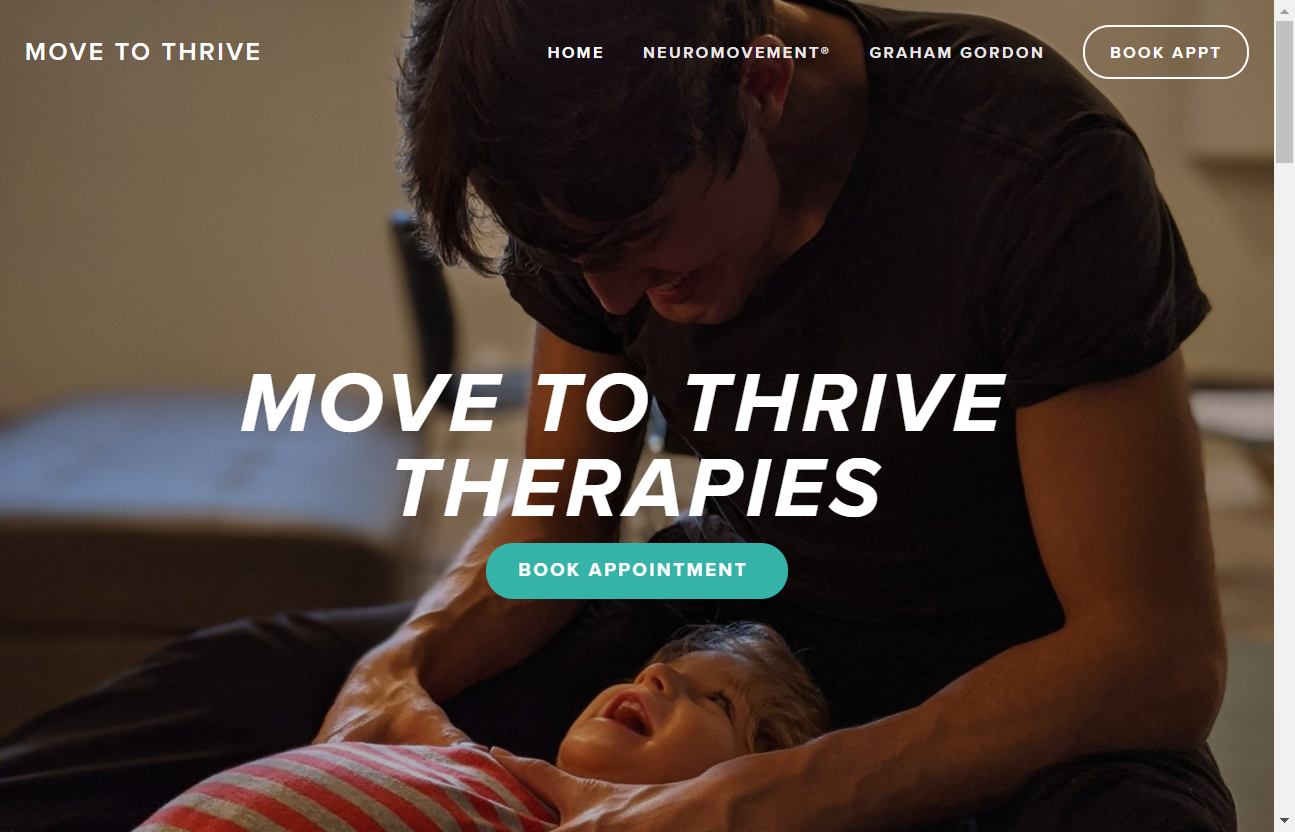 MOVE TO THRIVE
HOME
NEUROMOVEMENT®
GRAHAM GORDON
BOOK APPT
MOVE TO THRIVE
THERAPIES
BOOK APPOINTMENT